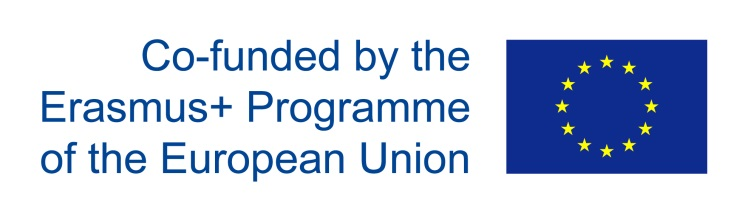 Co-funded by the
Erasmus+ Programme
of the European Union